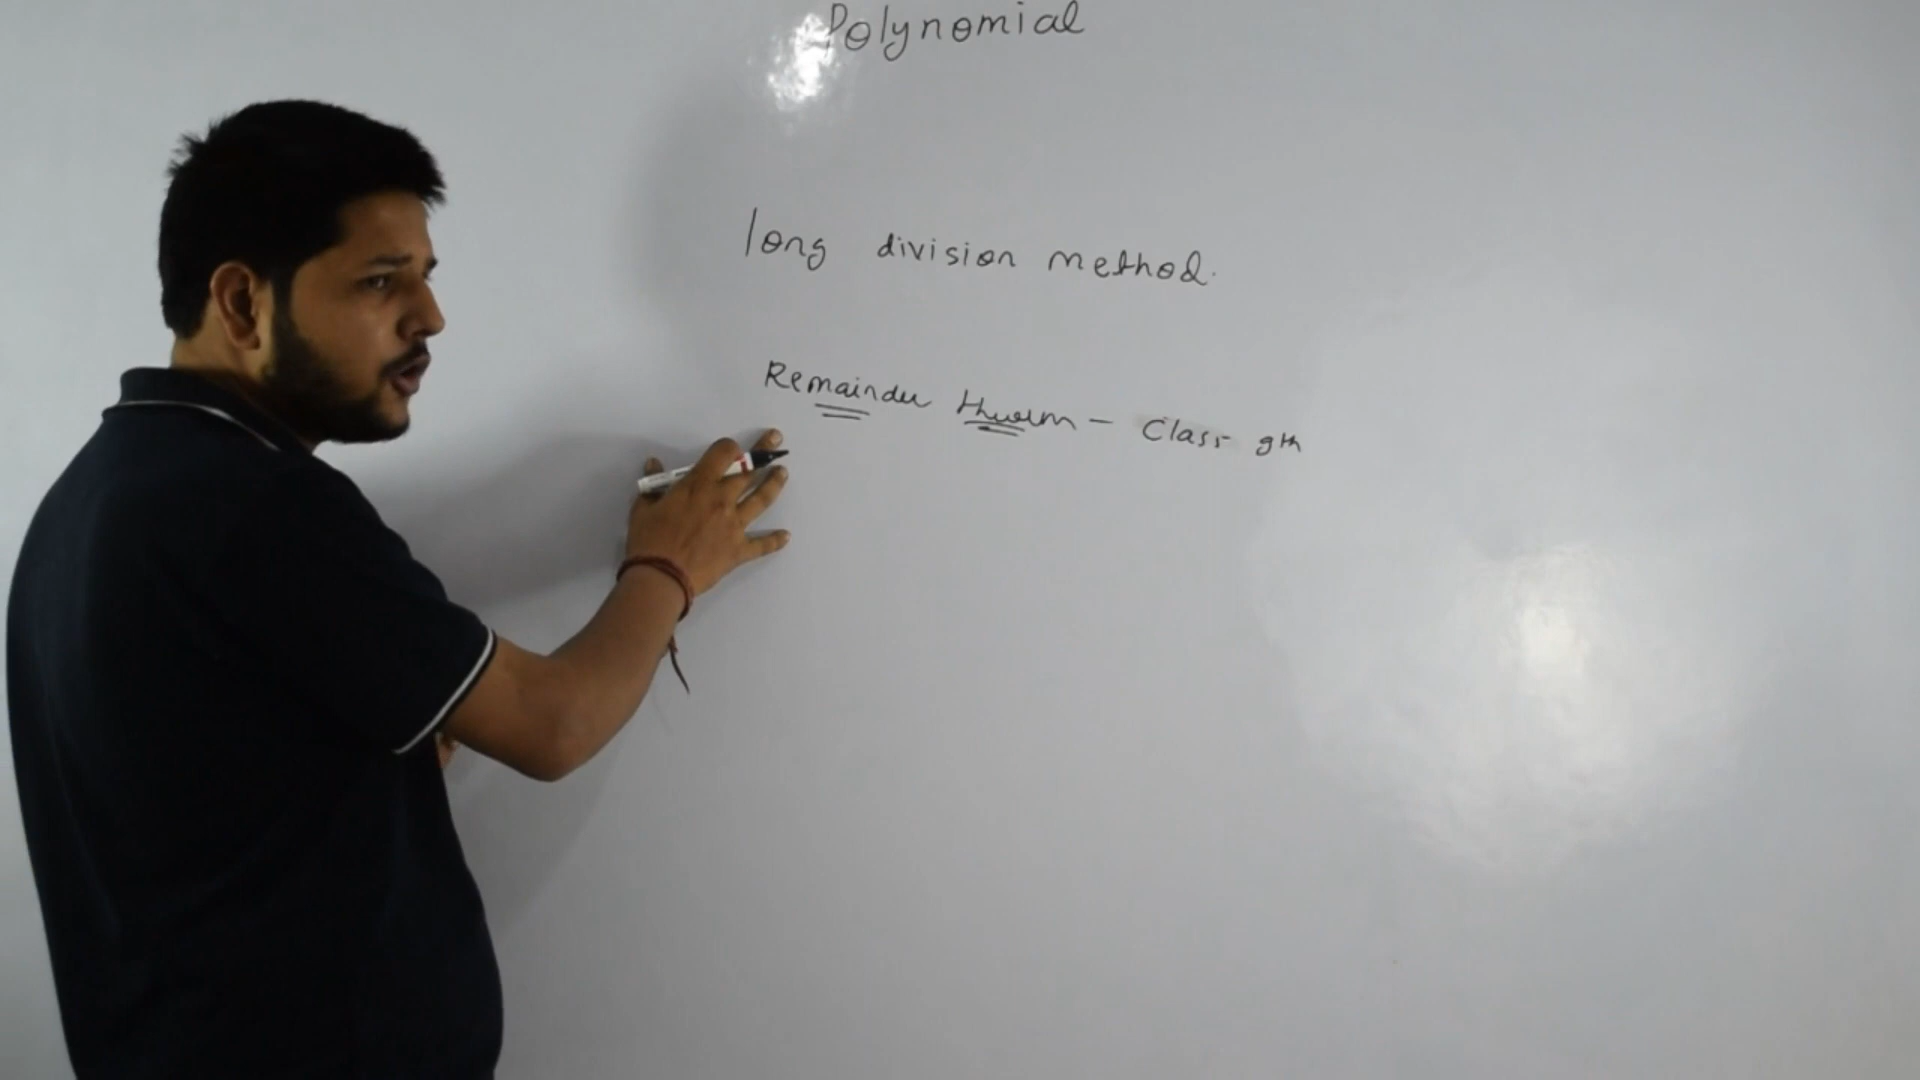 Polynomial
long division method.
Remainder theorem - Class 9th